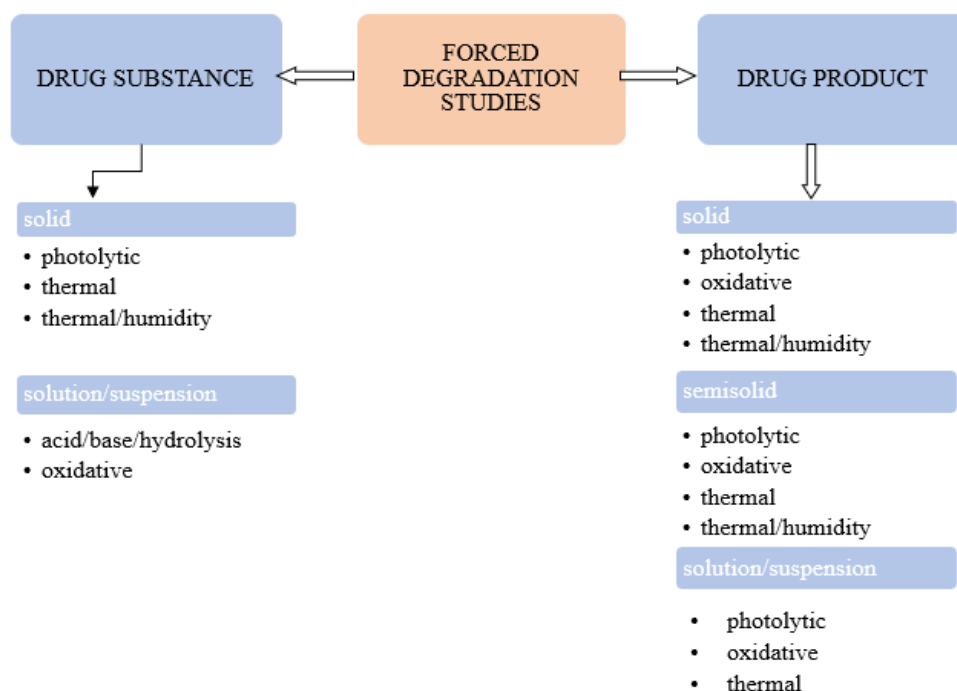 FORCED
DEGRADATION
STUDIES
DRUG SUBSTANCE
DRUG PRODUCT
solid
• photolytic
• thermal
• thermal/humidity
solution/suspension
• acid/base/hydrolysis
• oxidative
solid
• photolytic
• oxidative
• thermal
• thermal/humidity
semisolid
• photolytic
• oxidative
• thermal
• thermal/humidity
solution/suspension
• photolytic
• oxidative
• thermal